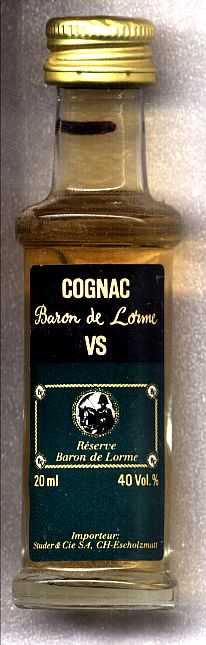 COGNAC
Baron de Lorme
VS
Réserve
Baron de Lorme
20 ml 40 Vol.%
Importeur:
Studer & Cie SA, CH-Escholzmatt